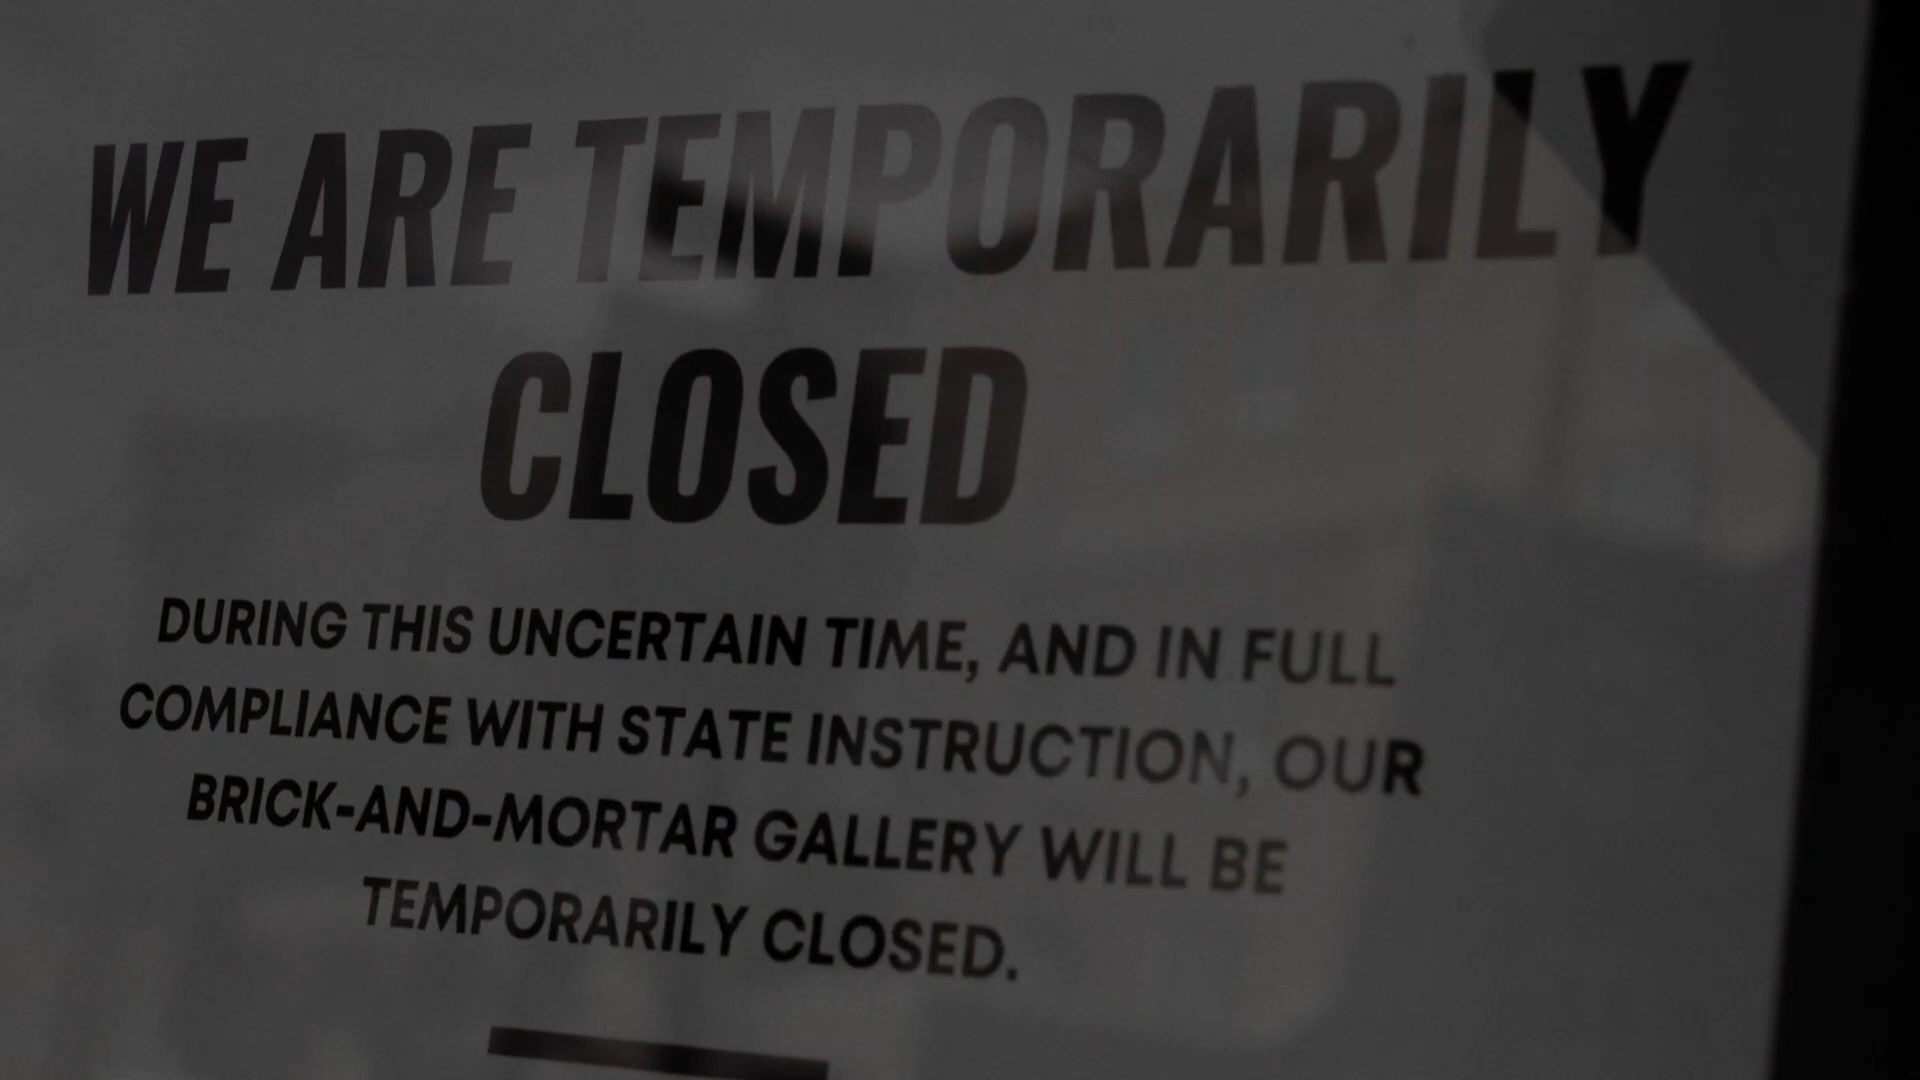 WE ARE TEMPORARILY
CLOSED
DURING THIS UNCERTAIN TIME, AND IN FULL
COMPLIANCE WITH STATE INSTRUCTION, OUR
BRICK-AND-MORTAR GALLERY WILL BE
TEMPORARILY CLOSED.